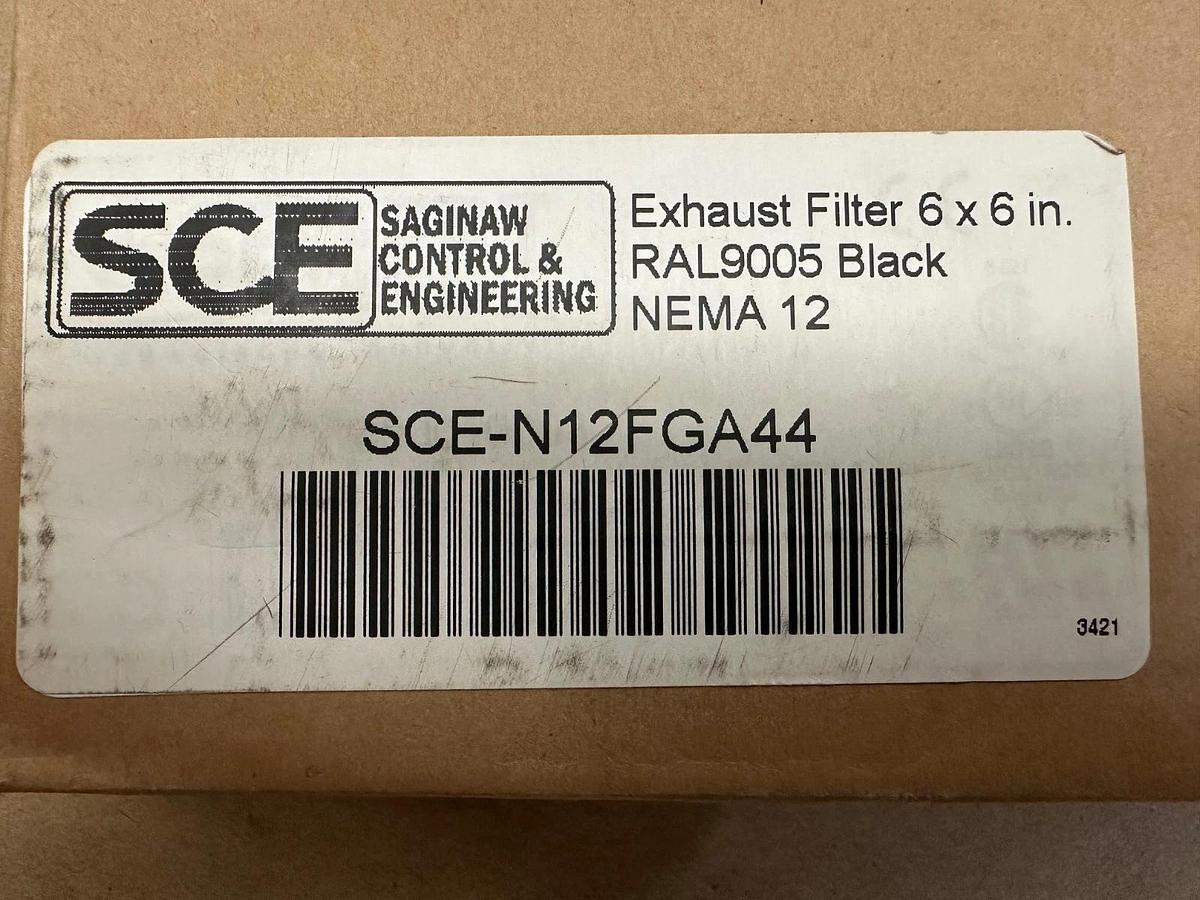 SCE
SAGINAW
CONTROL &
ENGINEERING
Exhaust Filter 6 x 6 in.
RAL9005 Black
NEMA 12
SCE-N12FGA44
3421